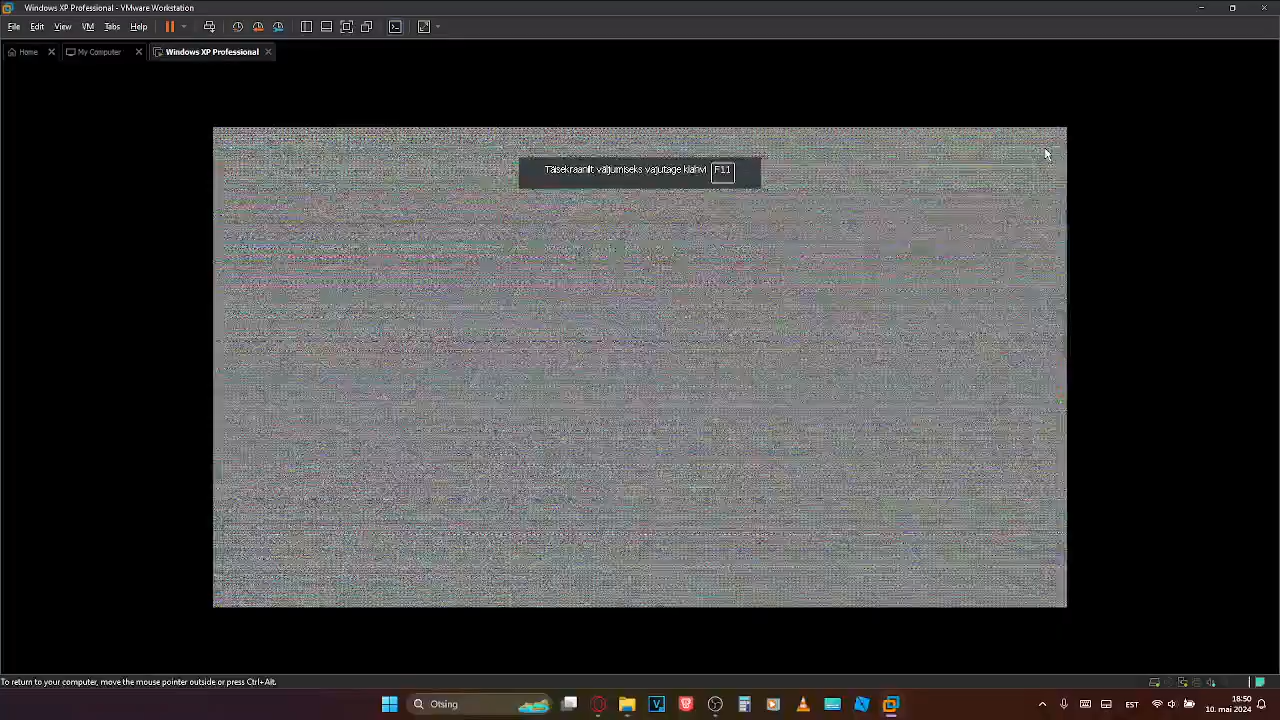 Windows XP Professional - VMware Workstation
File Edit View VM Tabs Help
Home My Computer Windows XP Professional
Täisekraanilt väljumiseks vajutage klahvi F11
To return to your computer, move the mouse pointer outside or press Ctrl+Alt.
Otsing EST 18:50
10. mai 2024